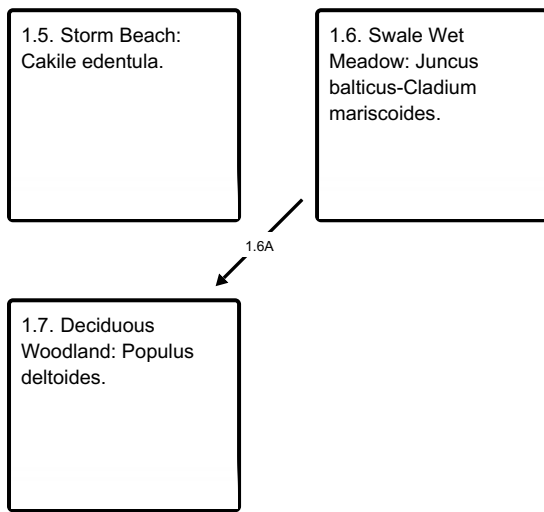 1.5. Storm Beach:
Cakile edentula.
1.6. Swale Wet
Meadow: Juncus
balticus-Cladium
mariscoides.
1.6A
1.7. Deciduous
Woodland: Populus
deltoides.